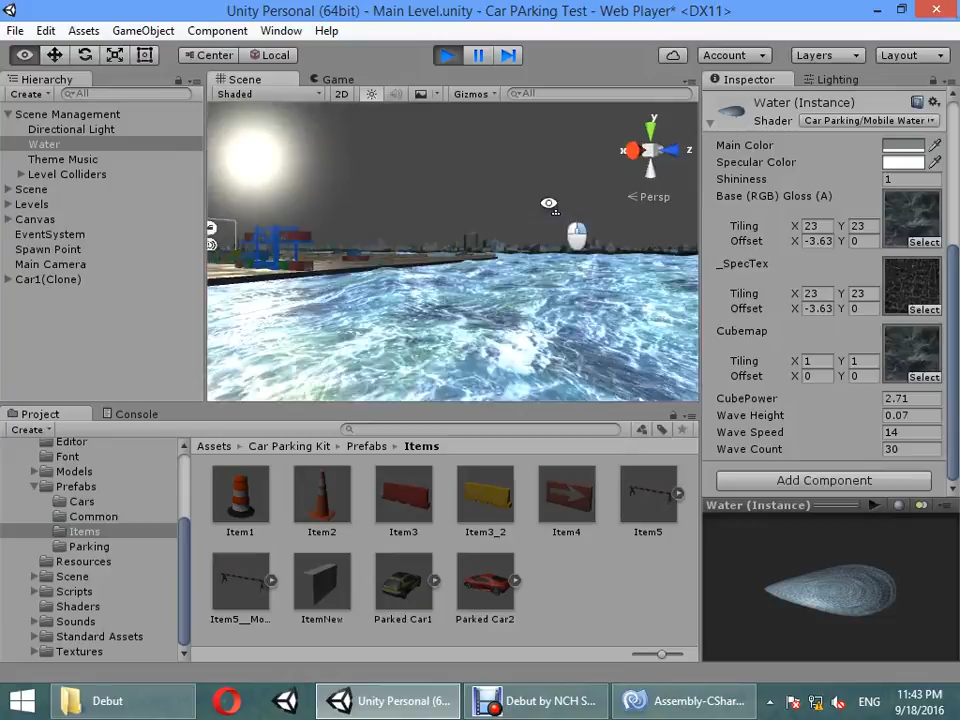 Unity Personal (64bit) - Main Level.unity - Car PArking Test - Web Player* <DX11>
File Edit Assets GameObject Component Window Help
Center Local Account Layers Layout
Hierarchy
Create All
Scene Management
Directional Light
Water
Theme Music
Level Colliders
Scene
Levels
Canvas
EventSystem
Spawn Point
Main Camera
Car1(Clone)
Scene Game
Shaded 2D Gizmos All
y
x z
Persp
Inspector Lighting
Water (Instance)
Shader Car Parking/Mobile Water
Main Color
Specular Color
Shininess 1
Base (RGB) Gloss (A)
Tiling X 23 Y 23
Offset X -3.63 Y 0
Select
_SpecTex
Tiling X 23 Y 23
Offset X -3.63 Y 0
Select
Cubemap
Tiling X 1 Y 1
Offset X 0 Y 0
Select
CubePower 2.71
Wave Height 0.07
Wave Speed 14
Wave Count 30
Add Component
Water (Instance)
Project Console
Create
Editor
Font
Models
Prefabs
Cars
Common
Items
Parking
Resources
Scene
Scripts
Shaders
Sounds
Standard Assets
Textures
Assets Car Parking Kit Prefabs Items
Item1 Item2 Item3 Item3_2 Item4 Item5
Item5__Mo... ItemNew Parked Car1 Parked Car2
Debut Unity Personal (6... Debut by NCH S... Assembly-CShar... ENG 11:43 PM
9/18/2016